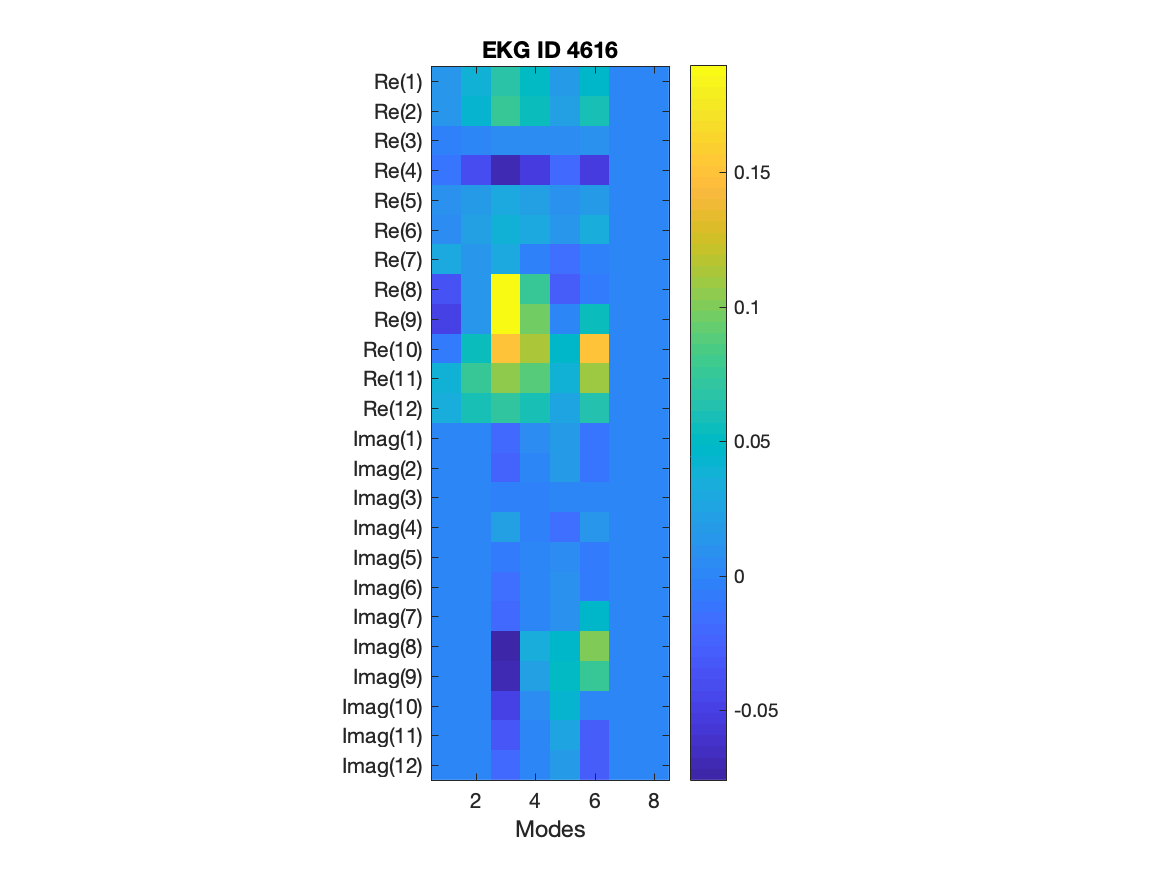 EKG ID 4616
Re(1)
Re(2)
Re(3)
Re(4)
Re(5)
Re(6)
Re(7)
Re(8)
Re(9)
Re(10)
Re(11)
Re(12)
Imag(1)
Imag(2)
Imag(3)
Imag(4)
Imag(5)
Imag(6)
Imag(7)
Imag(8)
Imag(9)
Imag(10)
Imag(11)
Imag(12)
2 4 6 8
Modes
0.15
0.1
0.05
0
-0.05